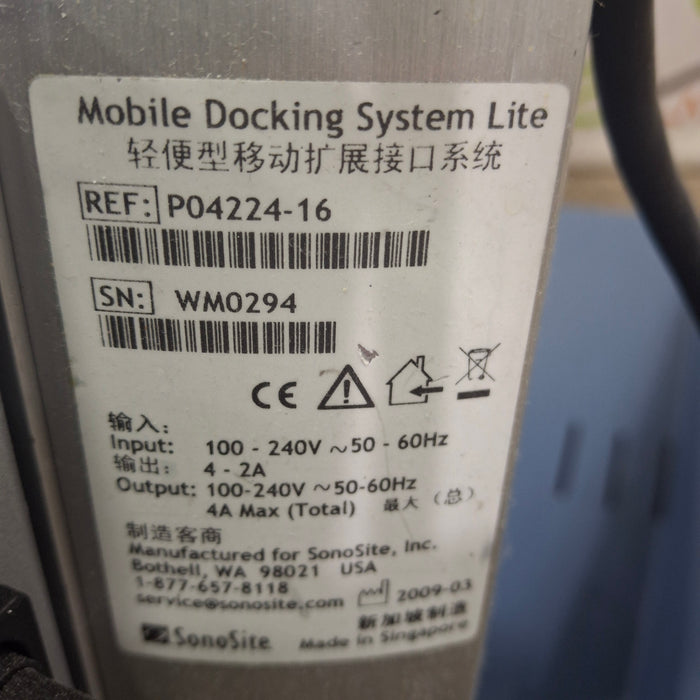 Mobile Docking System Lite
轻便型移动扩展接口系统
REF: P04224-16
SN: WM0294
CE
输入:
Input: 100 - 240V ~50 - 60Hz
输出: 4 - 2A
Output: 100-240V ~50-60Hz
4A Max (Total) 最大 (总)
制造客商
Manufactured for SonoSite, Inc.
Bothell, WA 98021 USA
1-877-657-8118
service@sonosite.com 2009-03
新加坡制造
SonoSite Made in Singapore